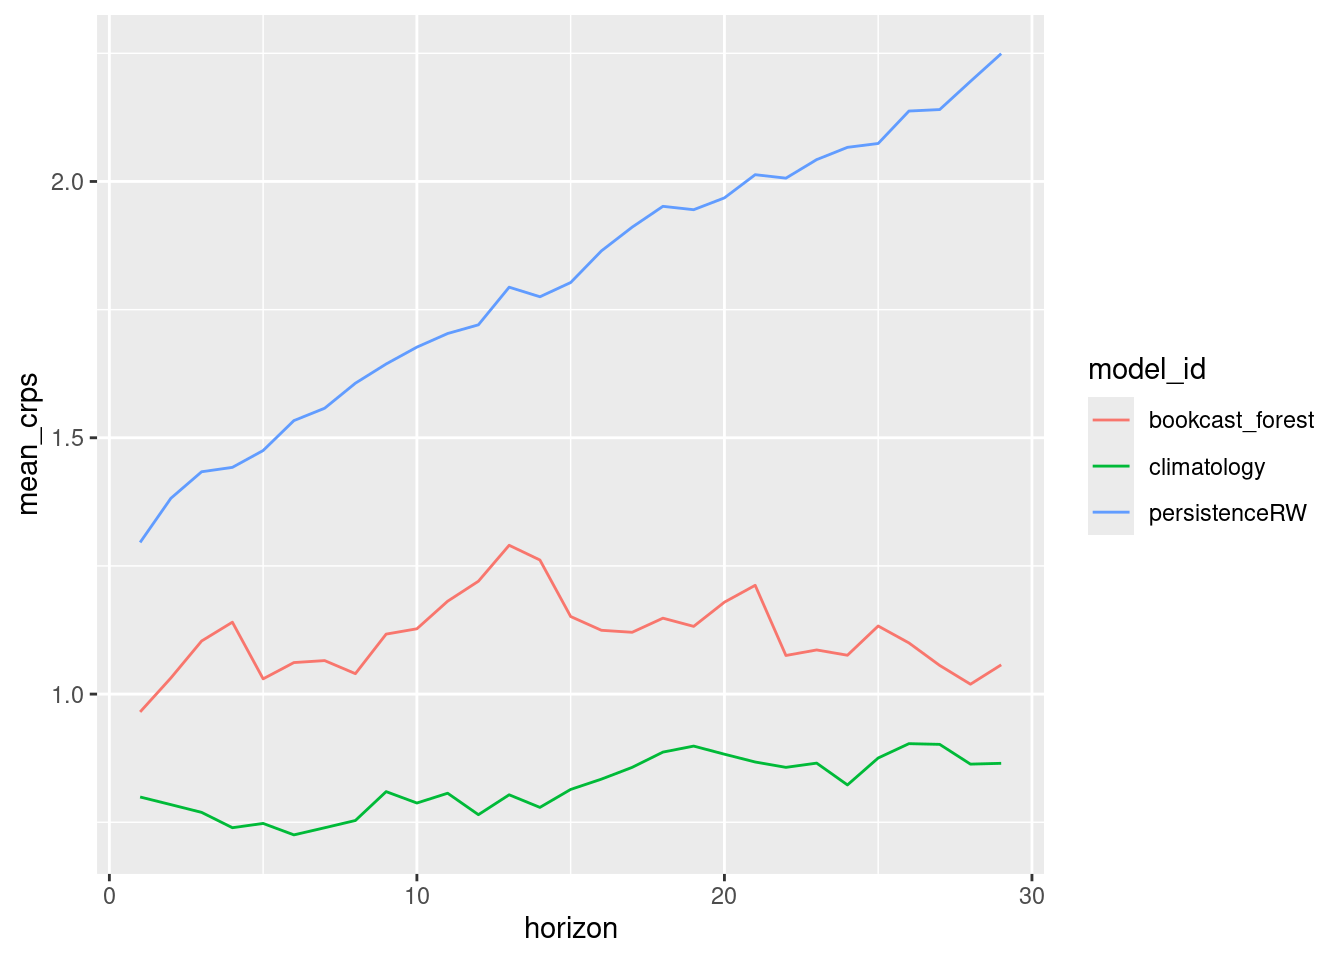 mean_crps
2.0
1.5
1.0
0
10
20
30
horizon
model_id
bookcast_forest
climatology
persistenceRW